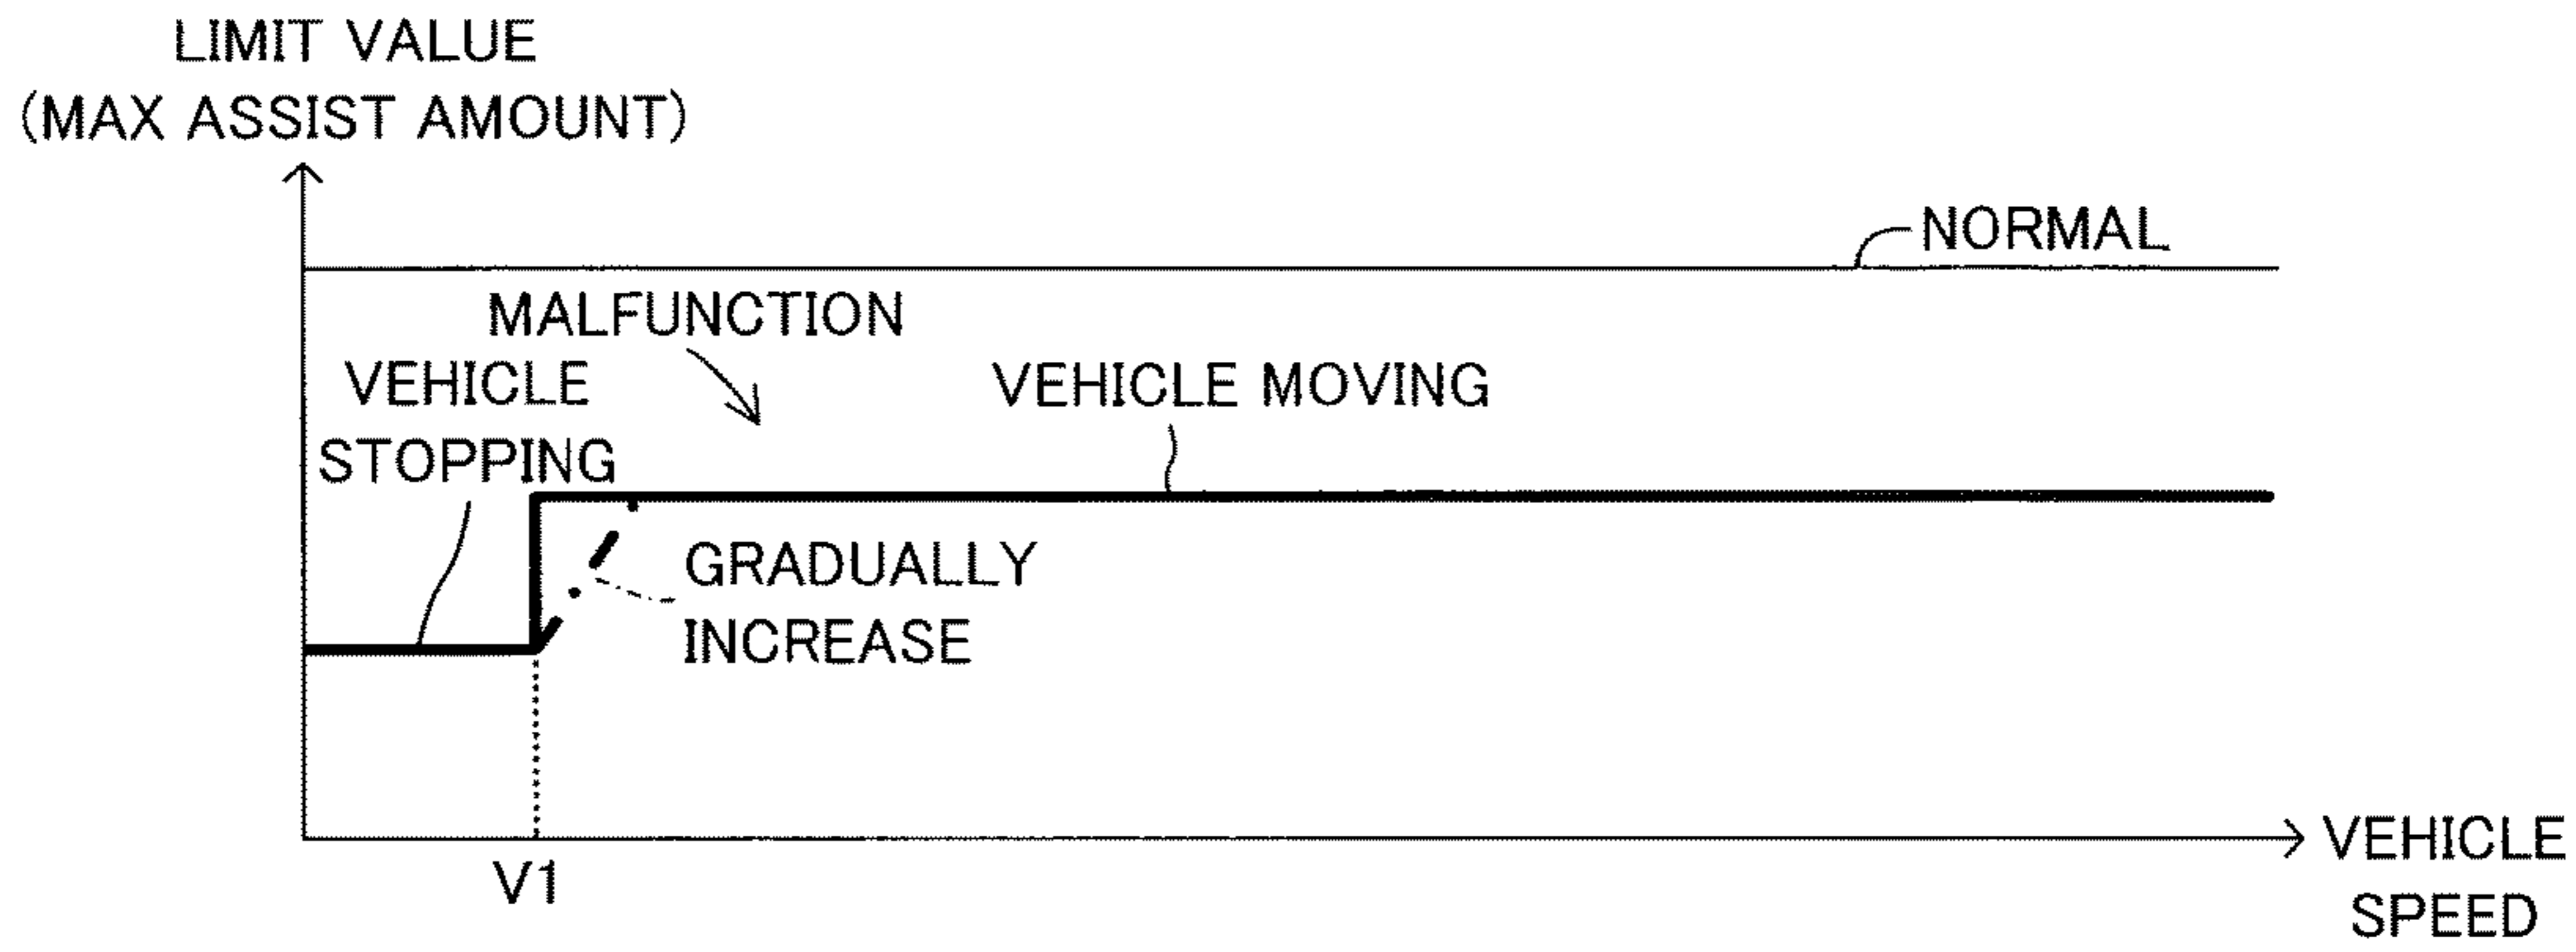 LIMIT VALUE
(MAX ASSIST AMOUNT)
NORMAL
MALFUNCTION
VEHICLE
STOPPING
VEHICLE MOVING
GRADUALLY
INCREASE
V1
VEHICLE
SPEED